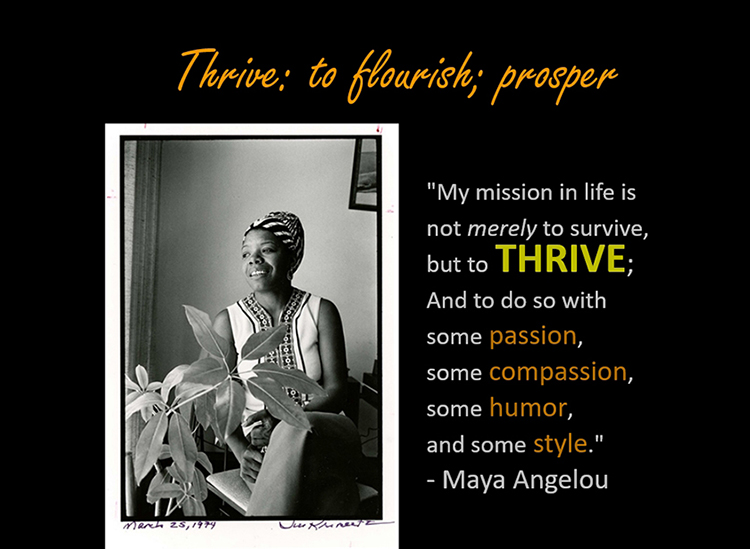 Thrive: to flourish; prosper
"My mission in life is
not merely to survive,
but to THRIVE;
And to do so with
some passion,
some compassion,
some humor,
and some style."
- Maya Angelou
March 25, 1974